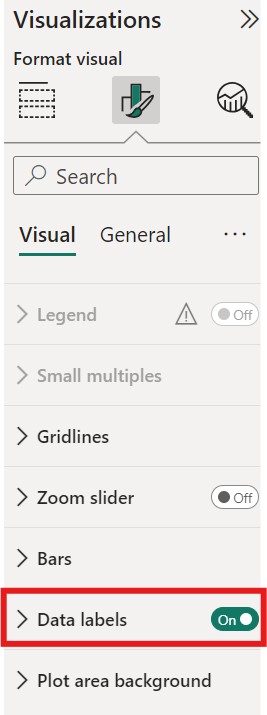 Visualizations
Format visual
Search
Visual General ...
Legend Off
Small multiples
Gridlines
Zoom slider Off
Bars
Data labels On
Plot area background